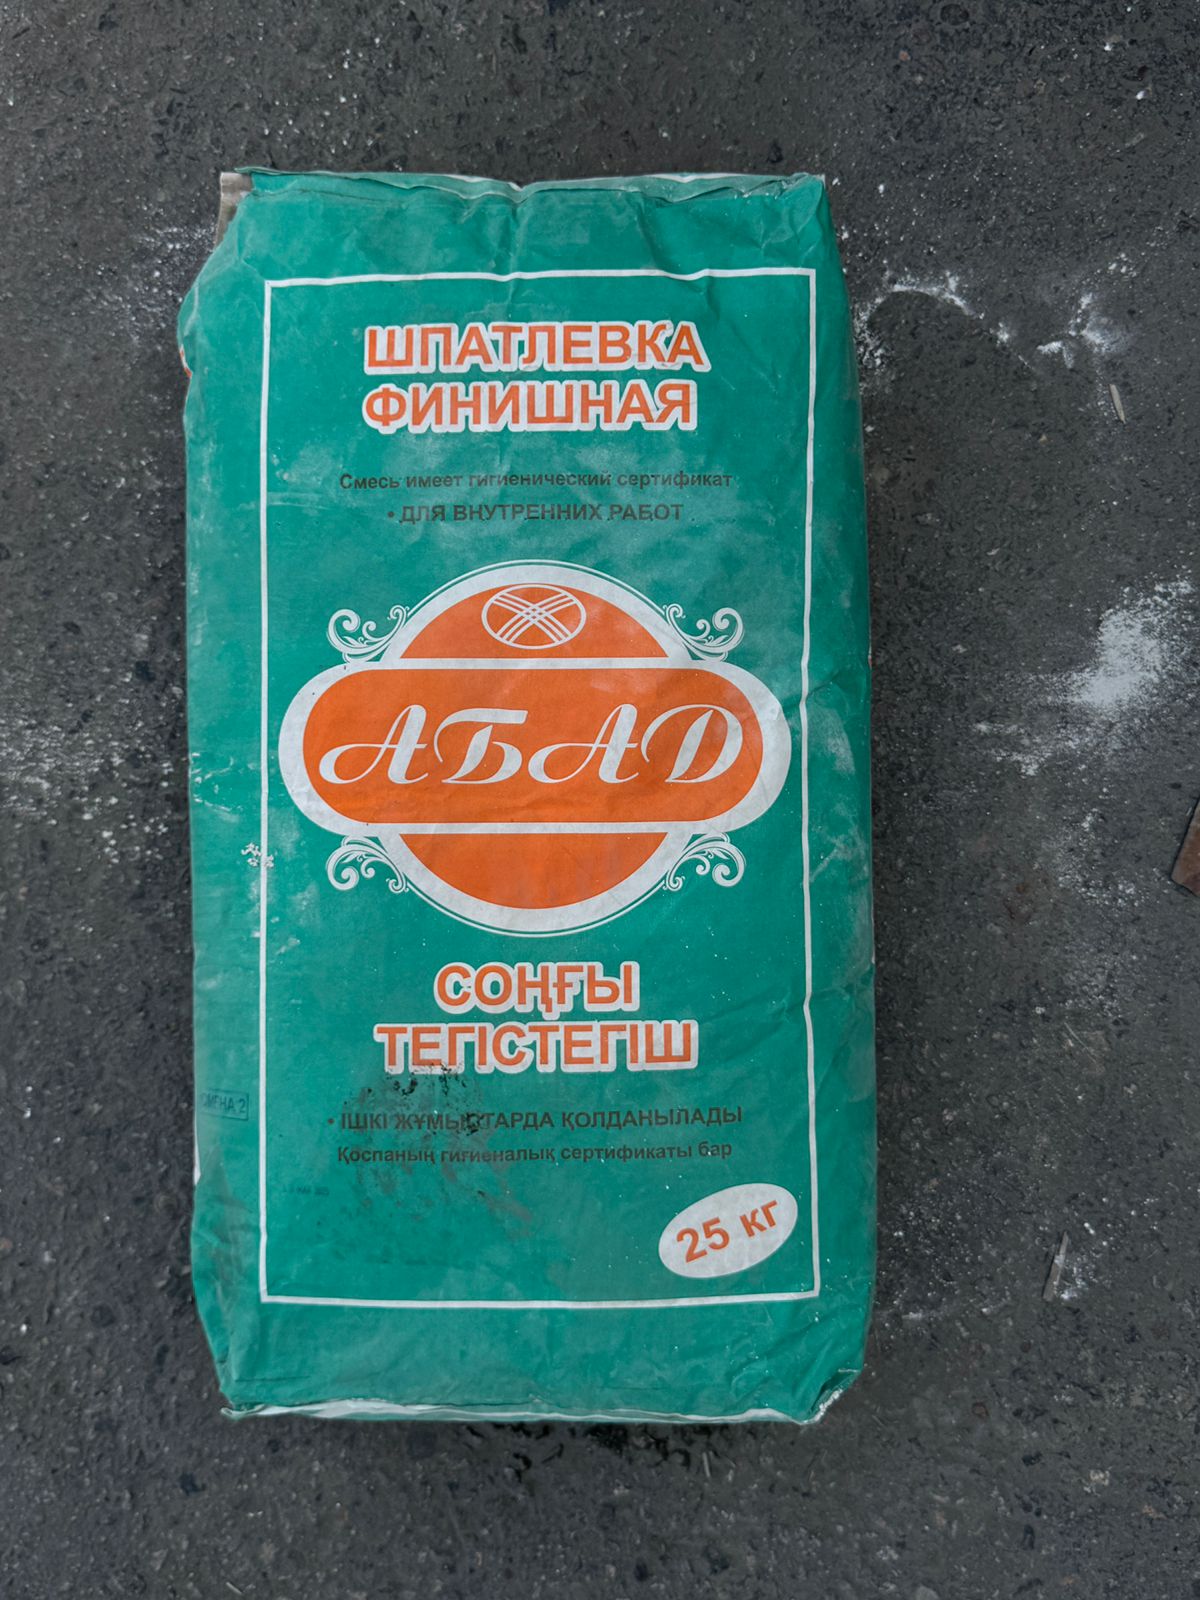 ШПАТЛЕВКА
ФИНИШНАЯ
Смесь имеет гигиенический сертификат
• ДЛЯ ВНУТРЕННИХ РАБОТ
АБАД
СОҢҒЫ
ТЕГІСТЕГІШ
• ІШКІ ЖҰМЫСТАРДА ҚОЛДАНЫЛАДЫ
Қоспаның гигиеналық сертификаты бар
25 кг